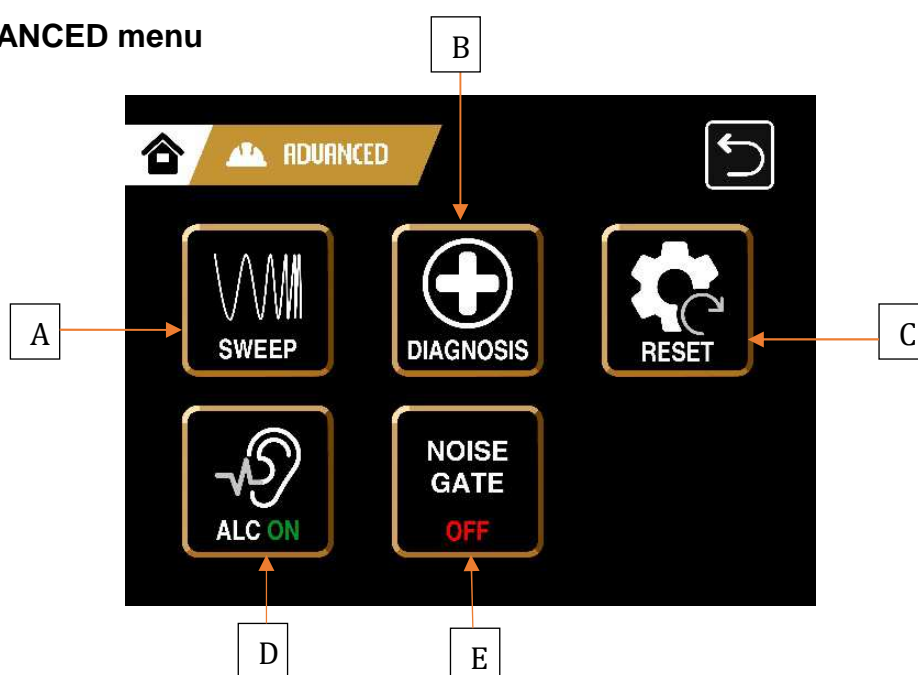 ANCED menu
B
ADVANCED
A
SWEEP
DIAGNOSIS
RESET
C
ALC ON
NOISE
GATE
OFF
D
E